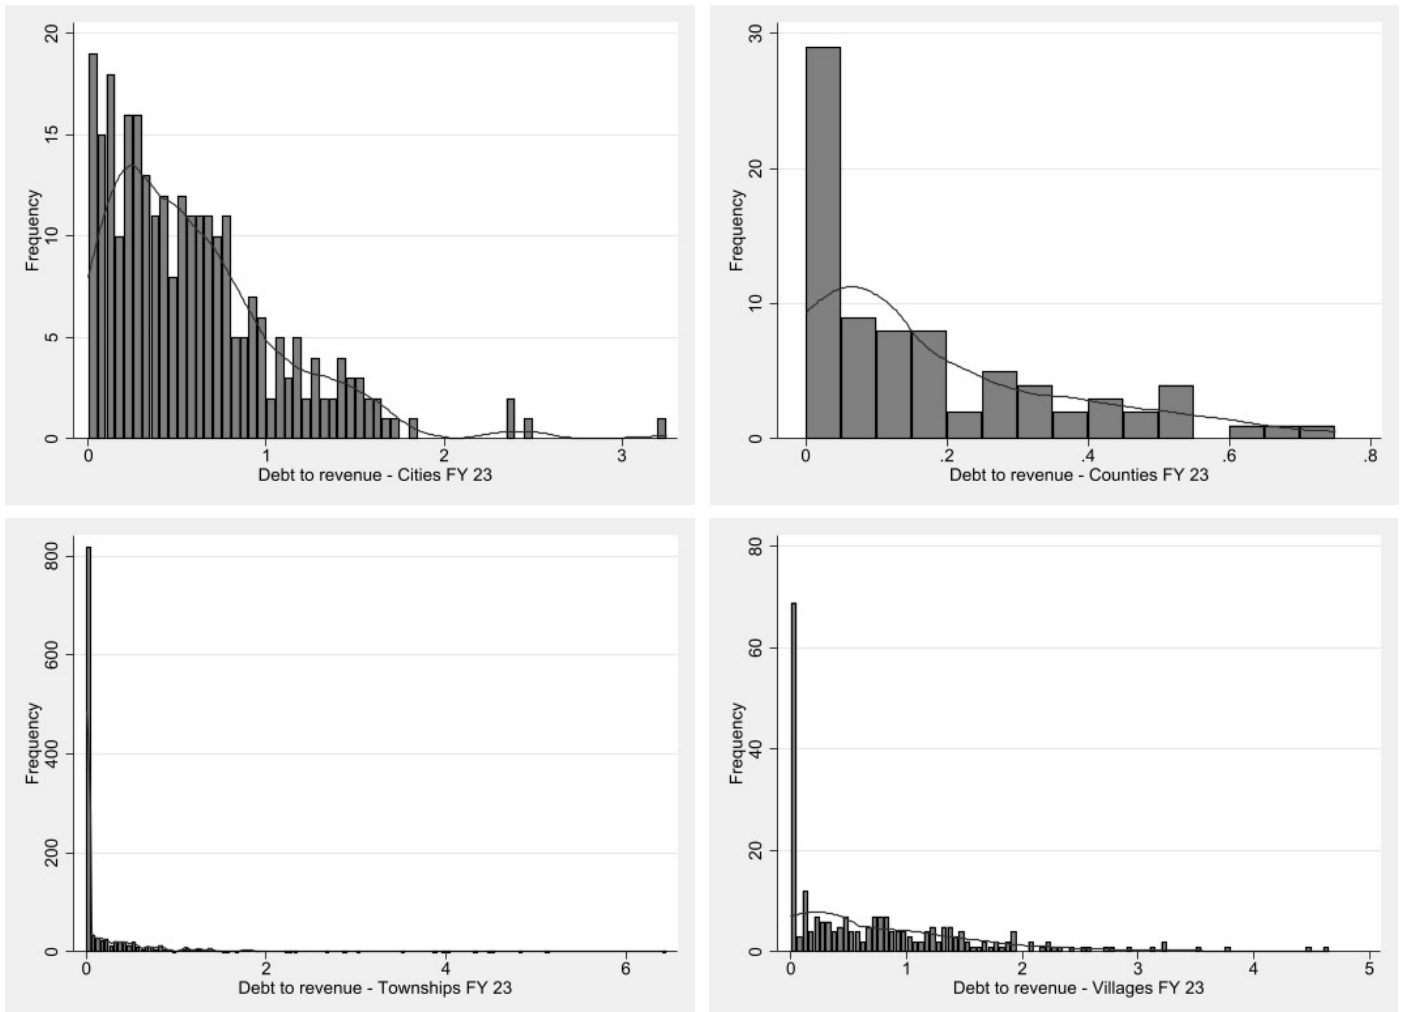 20
15
10
5
0
Frequency
0 1 2 3
Debt to revenue - Cities FY 23
30
20
10
0
Frequency
0 .2 .4 .6 .8
Debt to revenue - Counties FY 23
800
600
400
200
0
Frequency
0 2 4 6
Debt to revenue - Townships FY 23
80
60
40
20
0
Frequency
0 1 2 3 4 5
Debt to revenue - Villages FY 23